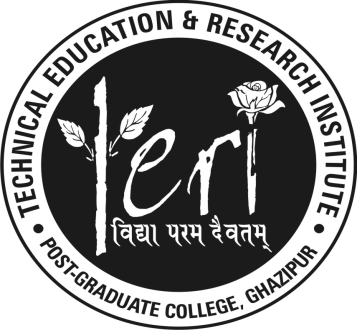 TECHNICAL EDUCATION & RESEARCH INSTITUTE
teri
विद्या परम दैवतम्
POST-GRADUATE COLLEGE, GHAZIPUR